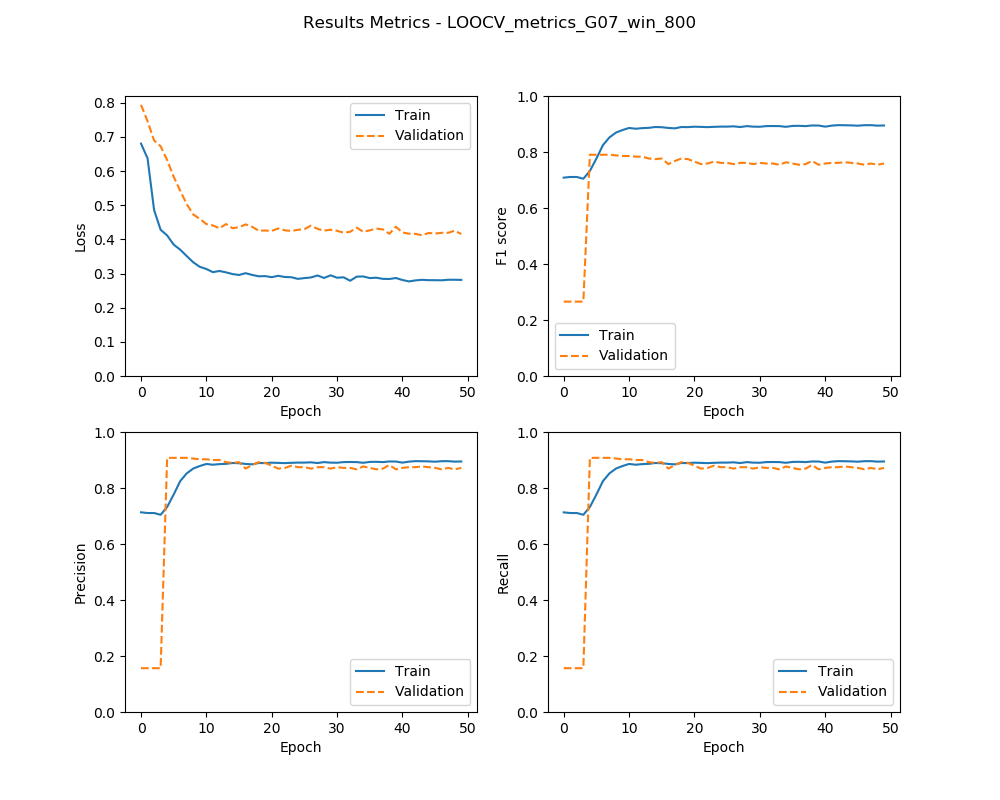 Results Metrics - LOOCV_metrics_G07_win_800
0.8
0.7
0.6
0.5
0.4
0.3
0.2
0.1
0.0
Loss
Train
Validation
0 10 20 30 40 50
Epoch
1.0
0.8
0.6
0.4
0.2
0.0
F1 score
Train
Validation
0 10 20 30 40 50
Epoch
1.0
0.8
0.6
0.4
0.2
0.0
Precision
Train
Validation
0 10 20 30 40 50
Epoch
1.0
0.8
0.6
0.4
0.2
0.0
Recall
Train
Validation
0 10 20 30 40 50
Epoch